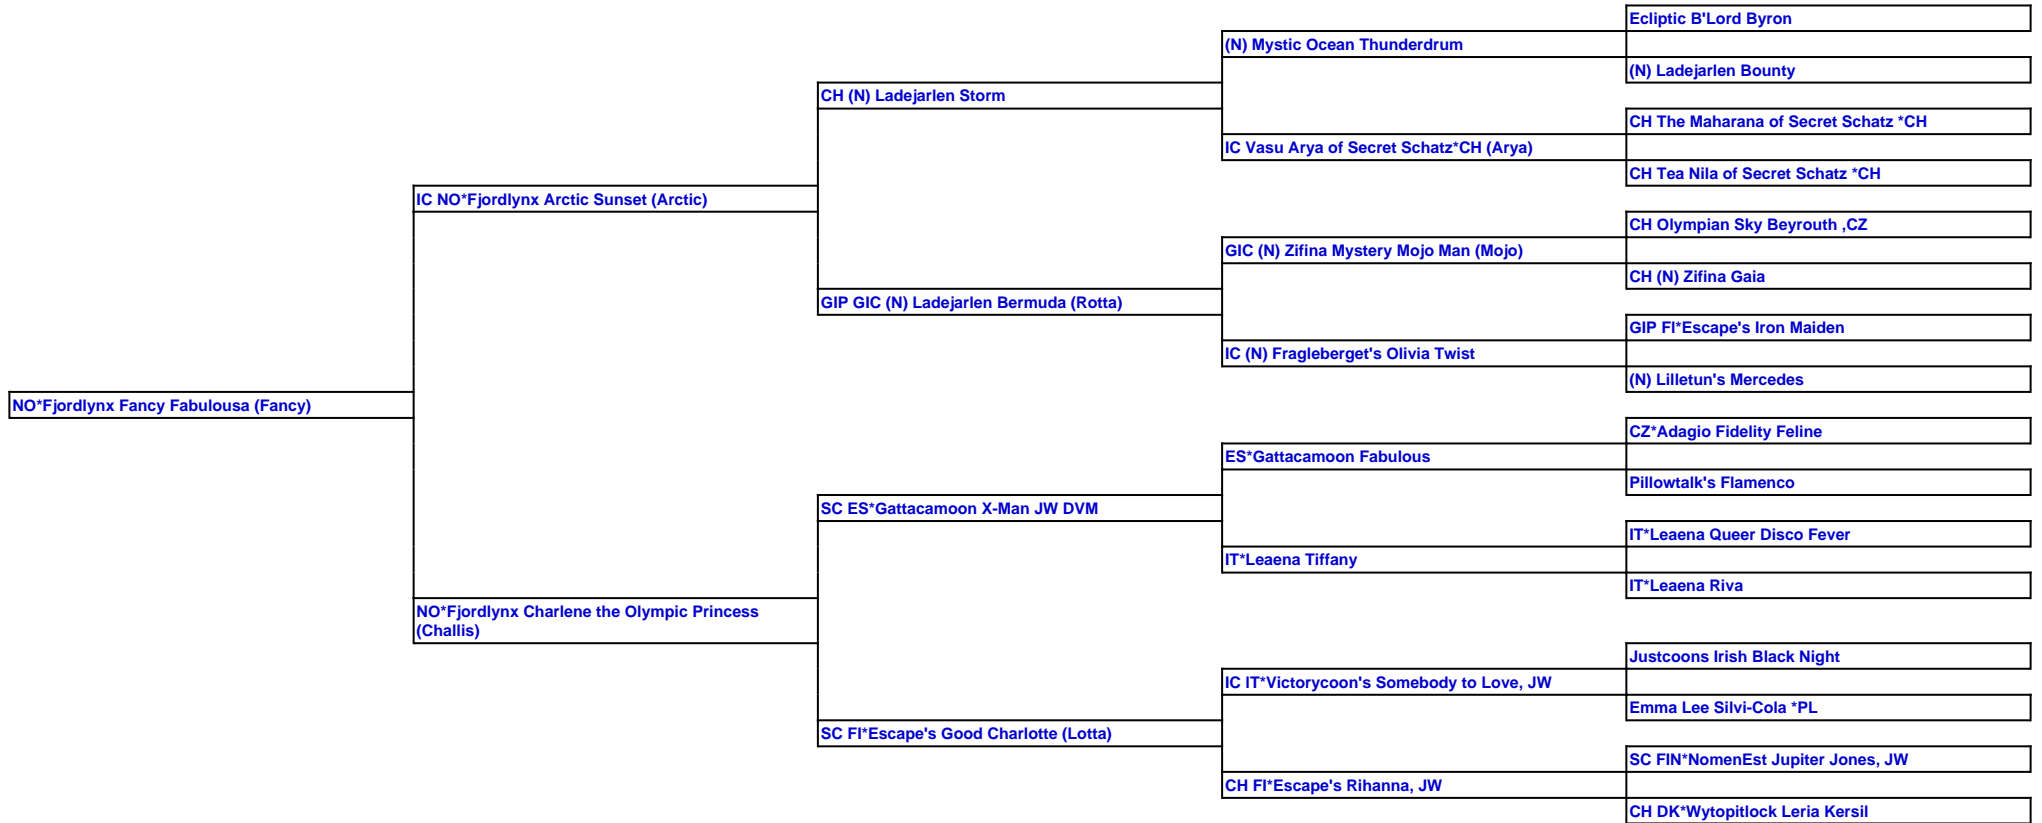 Ecliptic B'Lord Byron
(N) Mystic Ocean Thunderdrum
(N) Ladejarlen Bounty
CH (N) Ladejarlen Storm
CH The Maharana of Secret Schatz *CH
IC Vasu Arya of Secret Schatz*CH (Arya)
CH Tea Nila of Secret Schatz *CH
IC NO*Fjordlynx Arctic Sunset (Arctic)
CH Olympian Sky Beyrouth ,CZ
GIC (N) Zifina Mystery Mojo Man (Mojo)
CH (N) Zifina Gaia
GIP GIC (N) Ladejarlen Bermuda (Rotta)
GIP FI*Escape's Iron Maiden
IC (N) Fragleberget's Olivia Twist
(N) Lilletun's Mercedes
NO*Fjordlynx Fancy Fabulousa (Fancy)
CZ*Adagio Fidelity Feline
ES*Gattacamoon Fabulous
Pillowtalk's Flamenco
SC ES*Gattacamoon X-Man JW DVM
IT*Leaena Queer Disco Fever
IT*Leaena Tiffany
IT*Leaena Riva
NO*Fjordlynx Charlene the Olympic Princess
(Challis)
Justcoons Irish Black Night
IC IT*Victorycoon's Somebody to Love, JW
Emma Lee Silvi-Cola *PL
SC FI*Escape's Good Charlotte (Lotta)
SC FIN*NomenEst Jupiter Jones, JW
CH FI*Escape's Rihanna, JW
CH DK*Wytopitlock Leria Kersil